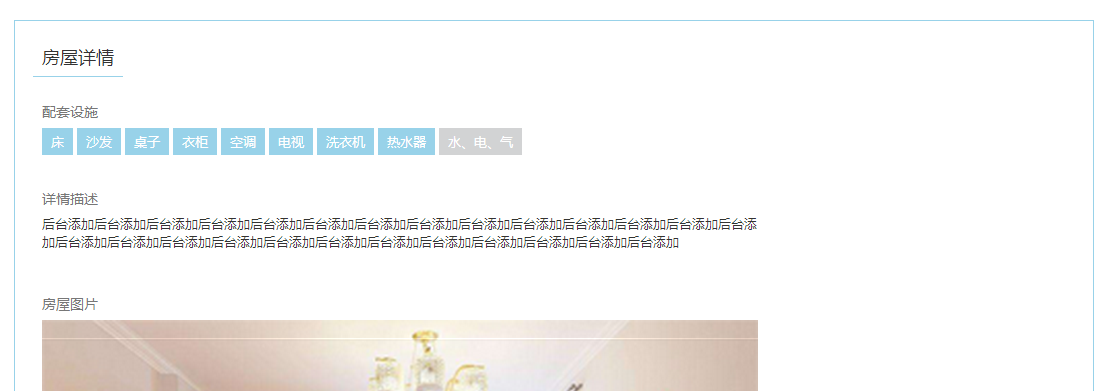 房屋详情
配套设施
床 沙发 桌子 衣柜 空调 电视 洗衣机 热水器 水、电、气
详情描述
后台添加后台添加后台添加后台添加后台添加后台添加后台添加后台添加后台添加后台添加后台添加后台添加后台添加后台添
加后台添加后台添加后台添加后台添加后台添加后台添加后台添加后台添加后台添加后台添加后台添加后台添加
房屋图片